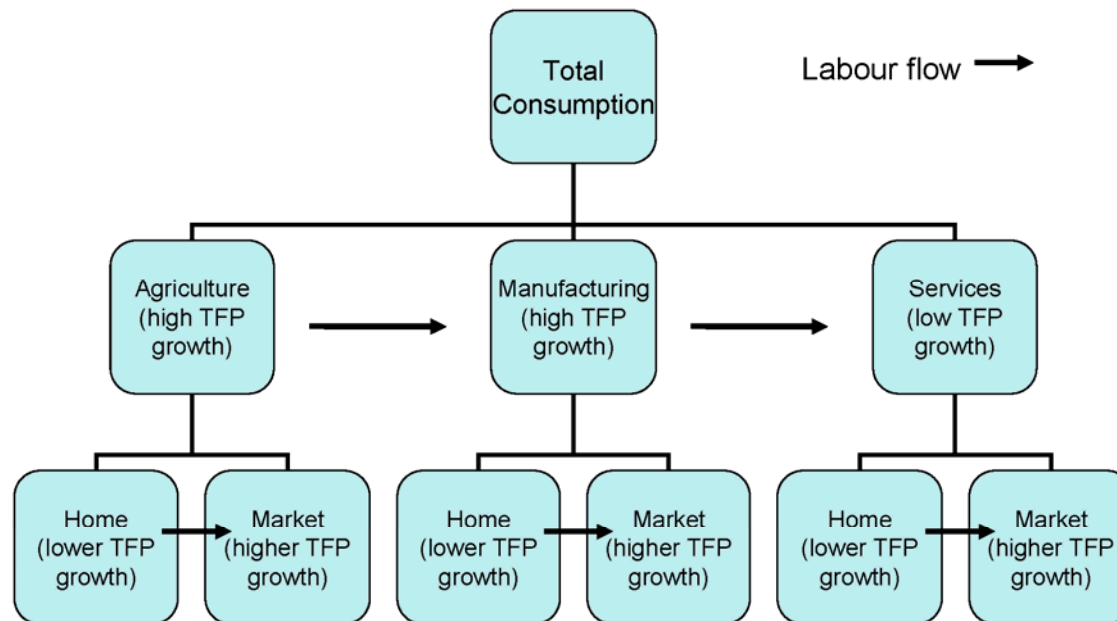 Total
Consumption
Labour flow
Agriculture
(high TFP
growth)
Manufacturing
(high TFP
growth)
Services
(low TFP
growth)
Home
(lower TFP
growth)
Market
(higher TFP
growth)
Home
(lower TFP
growth)
Market
(higher TFP
growth)
Home
(lower TFP
growth)
Market
(higher TFP
growth)